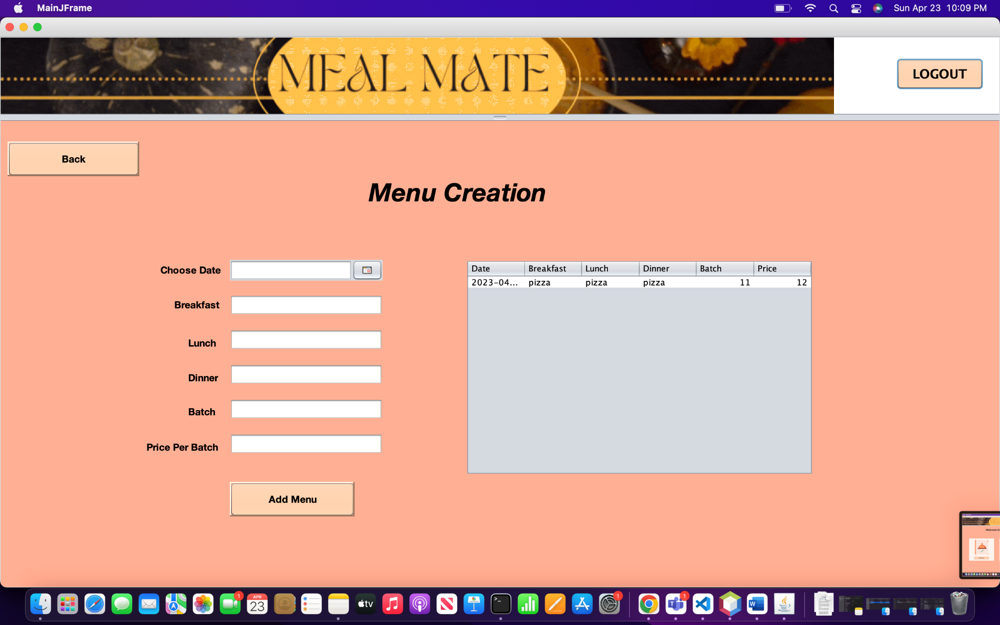 MainJFrame
Sun Apr 23 10:09 PM
MEAL MATE
LOGOUT
Back
Menu Creation
Choose Date
Breakfast
Lunch
Dinner
Batch
Price Per Batch
Add Menu
Date Breakfast Lunch Dinner Batch Price
2023-04... pizza pizza pizza 11 12
1
APR
23
tv
1
1
DOCX